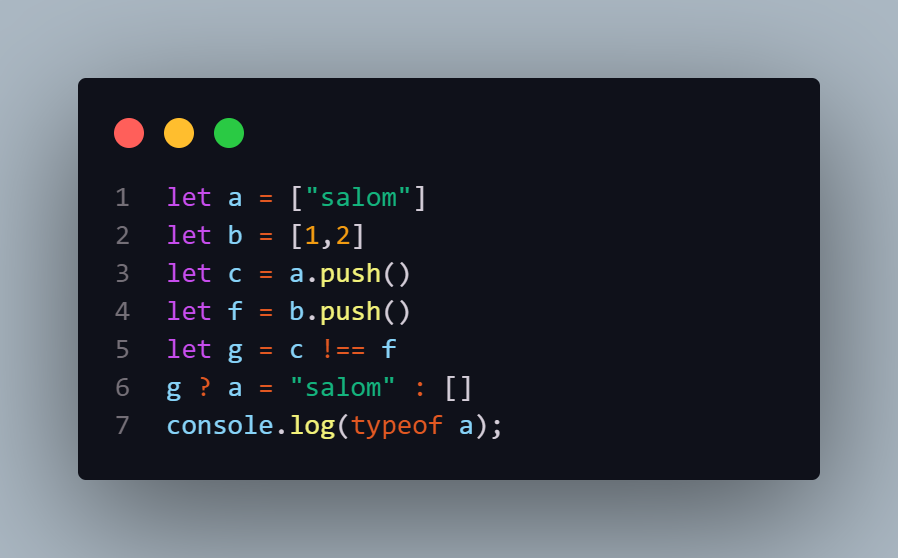 1 let a = ["salom"]
2 let b = [1,2]
3 let c = a.push()
4 let f = b.push()
5 let g = c !== f
6 g ? a = "salom" : []
7 console.log(typeof a);